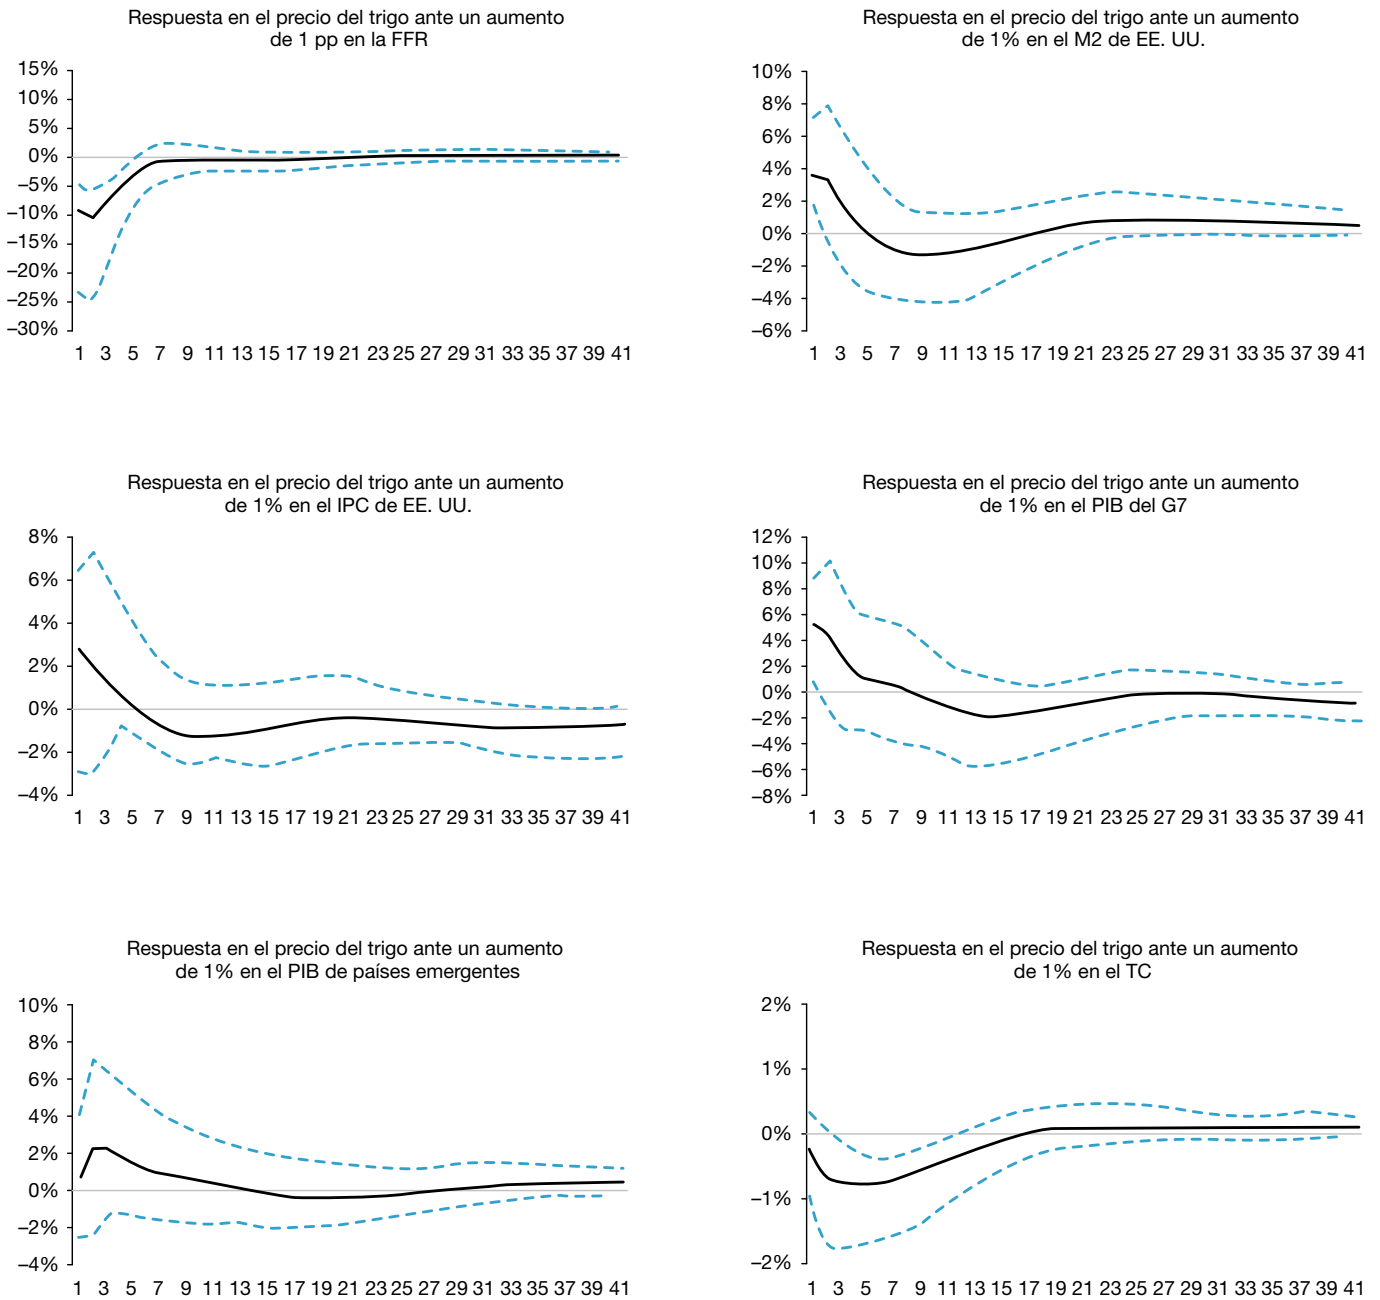 Respuesta en el precio del trigo ante un aumento
de 1 pp en la FFR
15%
10%
5%
0%
–5%
–10%
–15%
–20%
–25%
–30%
1 3 5 7 9 11 13 15 17 19 21 23 25 27 29 31 33 35 37 39 41
Respuesta en el precio del trigo ante un aumento
de 1% en el M2 de EE. UU.
10%
8%
6%
4%
2%
0%
–2%
–4%
–6%
1 3 5 7 9 11 13 15 17 19 21 23 25 27 29 31 33 35 37 39 41
Respuesta en el precio del trigo ante un aumento
de 1% en el IPC de EE. UU.
8%
6%
4%
2%
0%
–2%
–4%
1 3 5 7 9 11 13 15 17 19 21 23 25 27 29 31 33 35 37 39 41
Respuesta en el precio del trigo ante un aumento
de 1% en el PIB del G7
12%
10%
8%
6%
4%
2%
0%
–2%
–4%
–6%
–8%
1 3 5 7 9 11 13 15 17 19 21 23 25 27 29 31 33 35 37 39 41
Respuesta en el precio del trigo ante un aumento
de 1% en el PIB de países emergentes
10%
8%
6%
4%
2%
0%
–2%
–4%
1 3 5 7 9 11 13 15 17 19 21 23 25 27 29 31 33 35 37 39 41
Respuesta en el precio del trigo ante un aumento
de 1% en el TC
2%
1%
0%
–1%
–2%
1 3 5 7 9 11 13 15 17 19 21 23 25 27 29 31 33 35 37 39 41